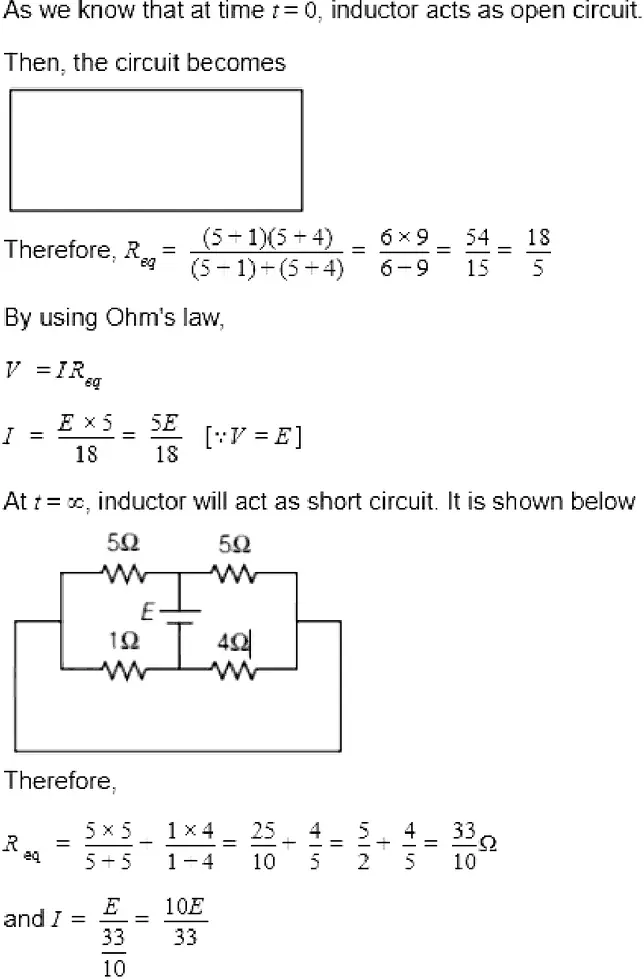 As we know that at time t = 0, inductor acts as open circuit.
Then, the circuit becomes
Therefore, R_eq = (5 + 1)(5 + 4) / (5 − 1) + (5 + 4) = 6 × 9 / 6 − 9 = 54 / 15 = 18 / 5
By using Ohm's law,
V = I R_eq
I = E × 5 / 18 = 5E / 18 [∵ V = E]
At t = ∞, inductor will act as short circuit. It is shown below
5Ω 5Ω
E
1Ω 4Ω
Therefore,
R_eq = 5 × 5 / 5 + 5 − 1 × 4 / 1 − 4 = 25 / 10 + 4 / 5 = 5 / 2 + 4 / 5 = 33 / 10 Ω
and I = E / 33 / 10 = 10E / 33